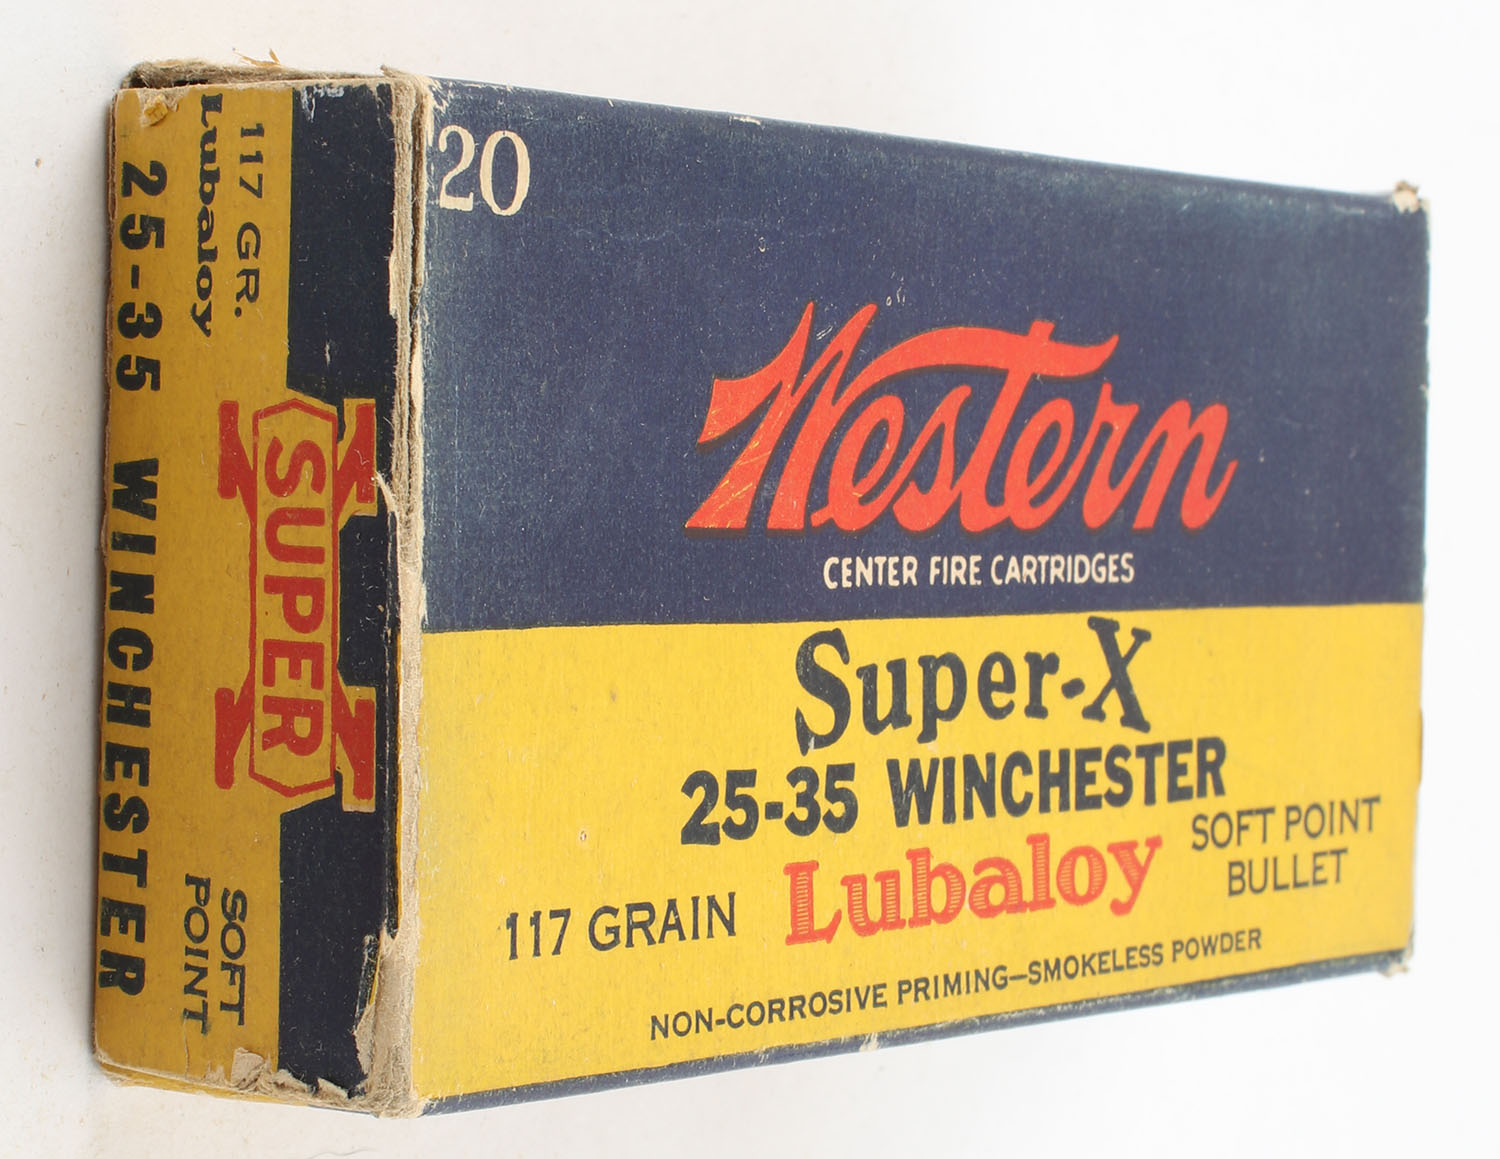 20
Western
CENTER FIRE CARTRIDGES
Super-X
25-35 WINCHESTER
117 GRAIN Lubaloy SOFT POINT
BULLET
NON-CORROSIVE PRIMING—SMOKELESS POWDER
X SUPER X
117 GR.
Lubaloy
SOFT
POINT
25-35 WINCHESTER